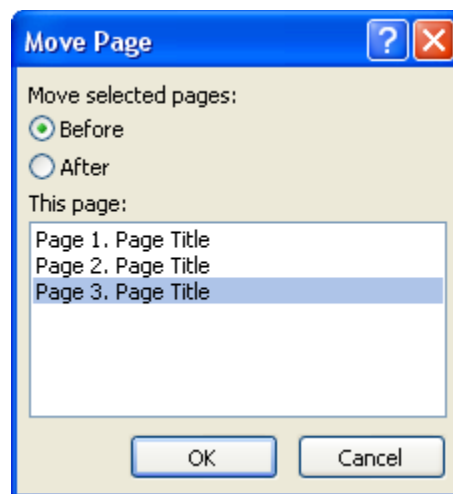 Move Page
?
Move selected pages:
Before
After
This page:
Page 1. Page Title
Page 2. Page Title
Page 3. Page Title
OK
Cancel